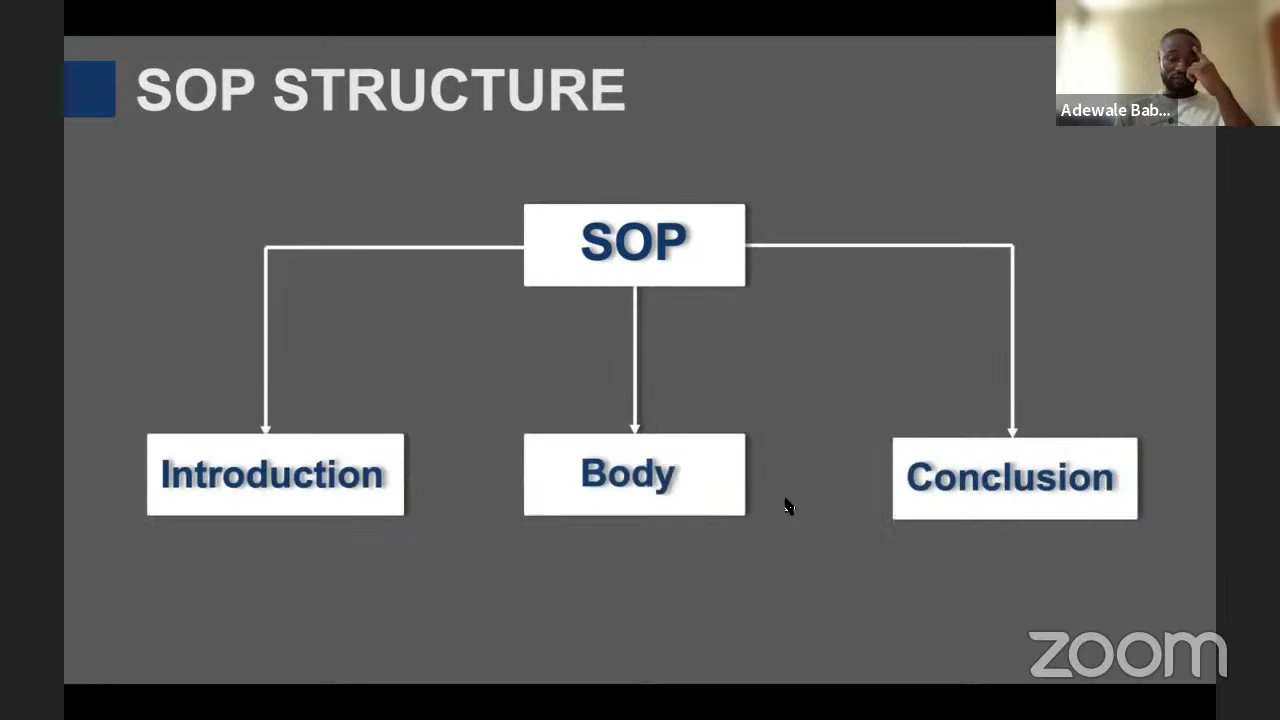 SOP STRUCTURE
Adewale Bab...
SOP
Introduction
Body
Conclusion
zoom